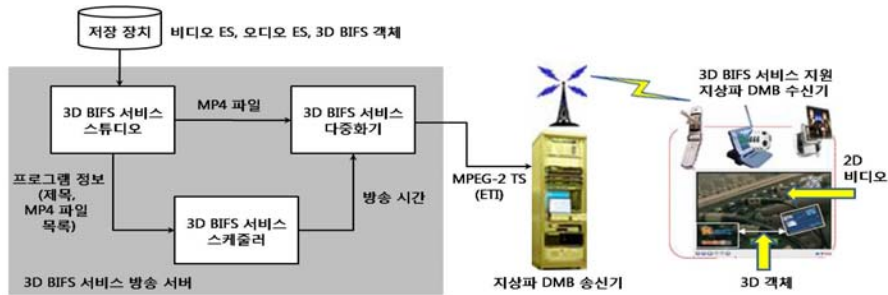 저장 장치
비디오 ES, 오디오 ES, 3D BIFS 객체
3D BIFS 서비스
스튜디오
MP4 파일
3D BIFS 서비스
다중화기
프로그램 정보
(제목,
MP4 파일
목록)
방송 시간
3D BIFS 서비스
스케줄러
3D BIFS 서비스 방송 서버
MPEG-2 TS
(ETI)
지상파 DMB 송신기
3D BIFS 서비스 지원
지상파 DMB 수신기
2D
비디오
3D 객체